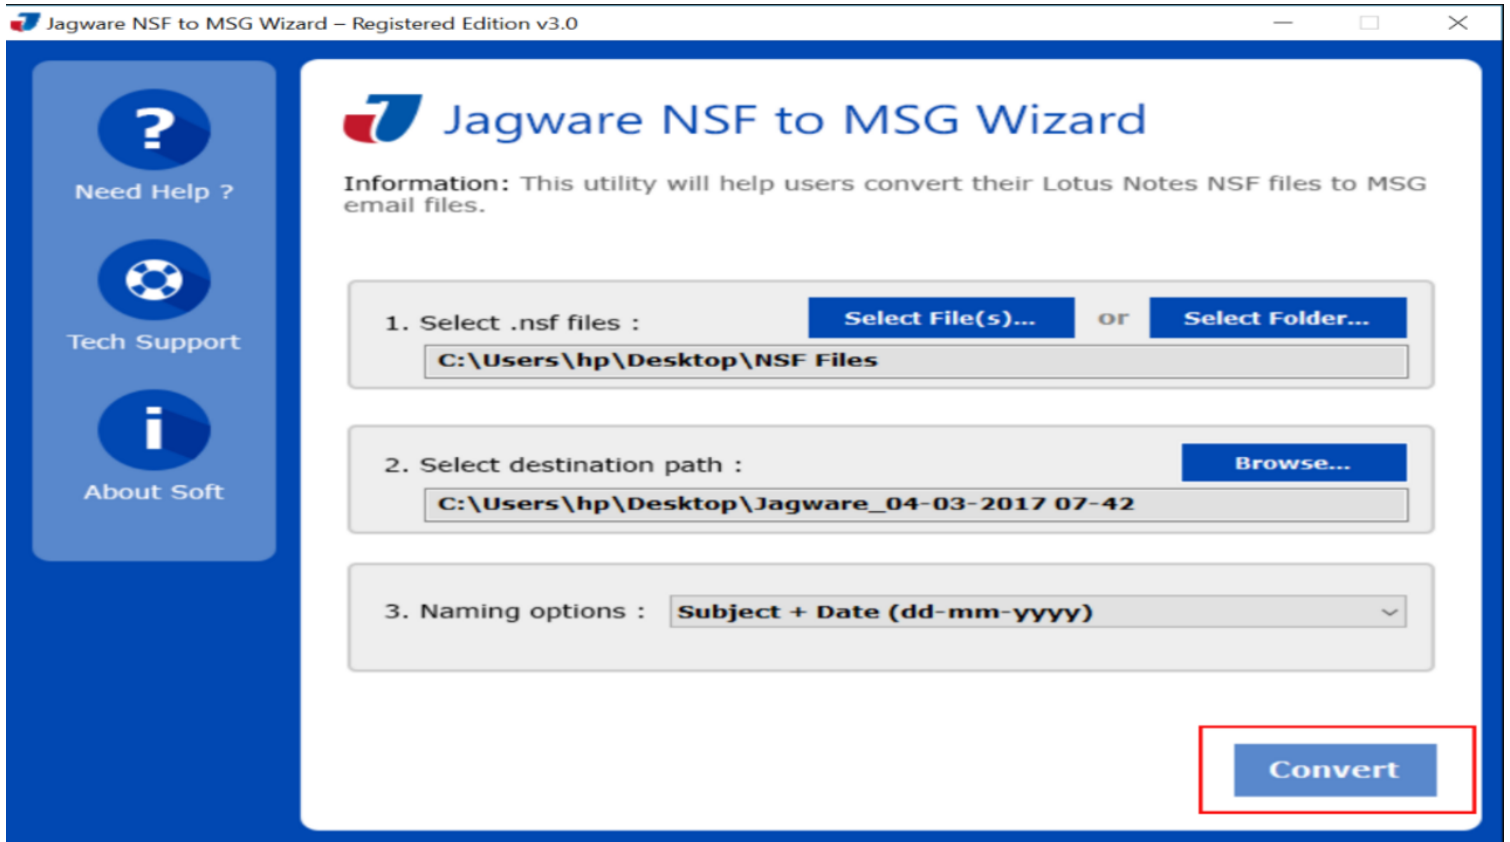 Jagware NSF to MSG Wizard – Registered Edition v3.0
?
Need Help ?
Tech Support
i
About Soft
Jagware NSF to MSG Wizard
Information: This utility will help users convert their Lotus Notes NSF files to MSG
email files.
1. Select .nsf files :
Select File(s)...
or
Select Folder...
C:\Users\hp\Desktop\NSF Files
2. Select destination path :
Browse...
C:\Users\hp\Desktop\Jagware_04-03-2017 07-42
3. Naming options :
Subject + Date (dd-mm-yyyy)
Convert